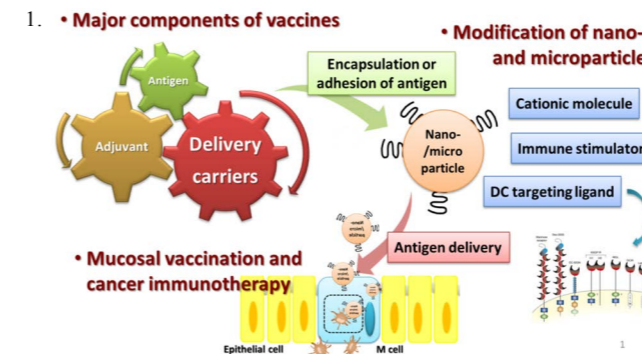 1. • Major components of vaccines
• Modification of nano-
and microparticle
Antigen
Adjuvant
Delivery
carriers
Encapsulation or
adhesion of antigen
Nano-
/micro
particle
Cationic molecule
Immune stimulator
DC targeting ligand
Antigen delivery
• Mucosal vaccination and
cancer immunotherapy
Epithelial cell
M cell
1